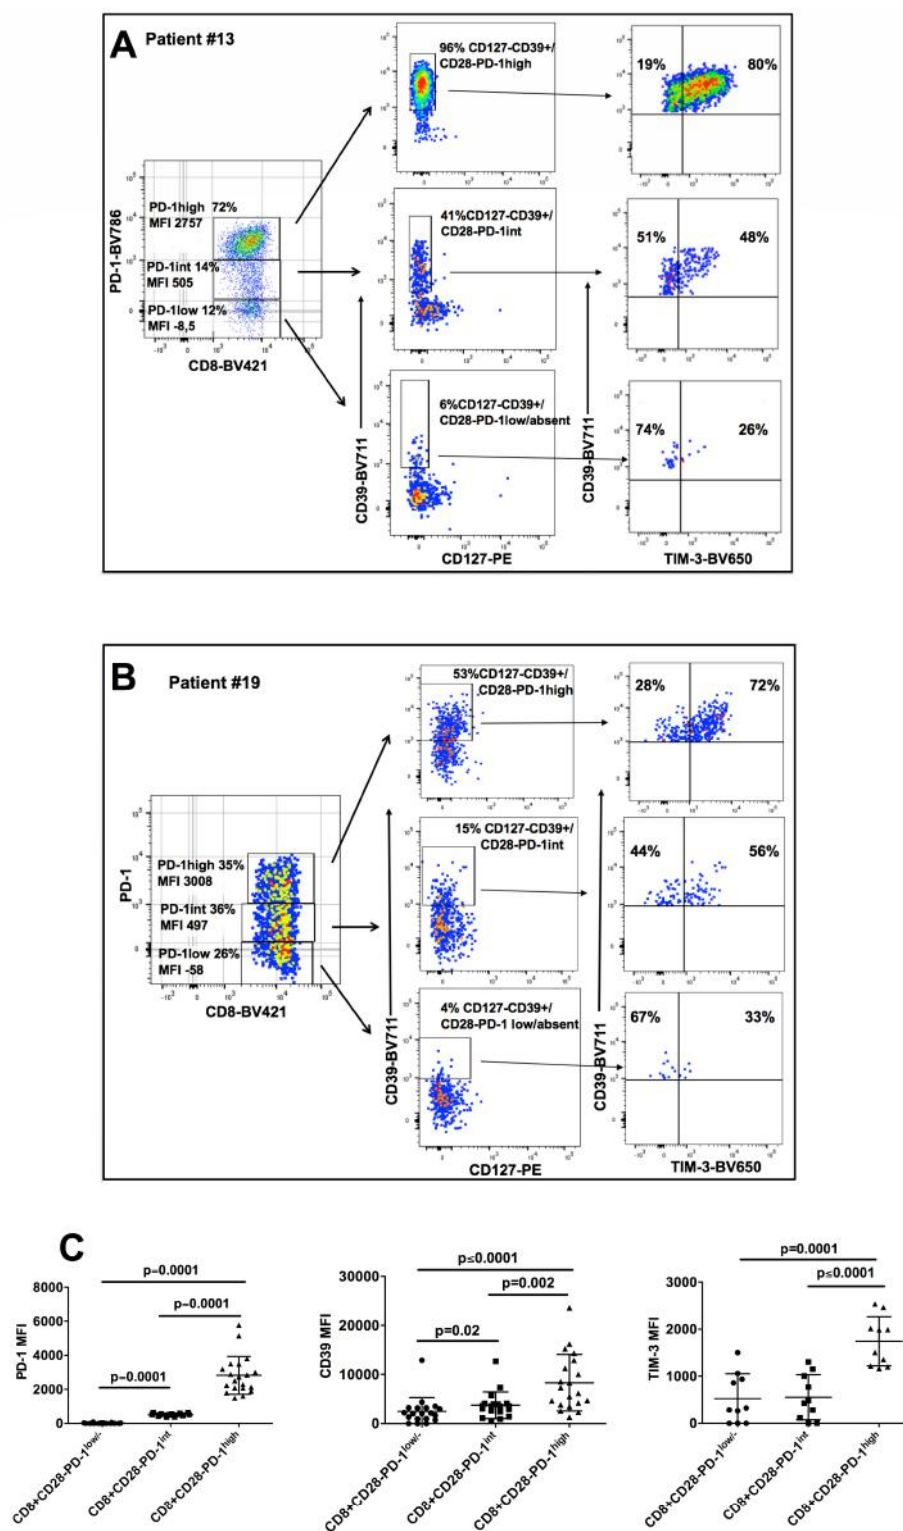 A Patient #13
96% CD127-CD39+/
CD28-PD-1high
19% 80%
PD-1high 72%
MFI 2757
PD-1int 14%
MFI 505
PD-1low 12%
MFI -8,5
PD-1-BV786
CD8-BV421
41%CD127-CD39+/
CD28-PD-1int
51% 48%
6%CD127-CD39+/
CD28-PD-1low/absent
74% 26%
CD39-BV711
CD39-BV711
CD127-PE
TIM-3-BV650
B Patient #19
53%CD127-CD39+/
CD28-PD-1high
28% 72%
PD-1high 35%
MFI 3008
PD-1int 36%
MFI 497
PD-1low 26%
MFI -58
PD-1
CD8-BV421
15% CD127-CD39+/
CD28-PD-1int
44% 56%
4% CD127-CD39+/
CD28-PD-1 low/absent
67% 33%
CD39-BV711
CD39-BV711
CD127-PE
TIM-3-BV650
C
p=0.0001
p=0.0001
p=0.0001
PD-1 MFI
8000
6000
4000
2000
0
CD8+CD28-PD-1low/-
CD8+CD28-PD-1int
CD8+CD28-PD-1high
p≤0.0001
p=0.002
p=0.02
CD39 MFI
30000
20000
10000
0
CD8+CD28-PD-1low/-
CD8+CD28-PD-1int
CD8+CD28-PD-1high
p=0.0001
p≤0.0001
TIM-3 MFI
3000
2000
1000
0
CD8+CD28-PD-1low/-
CD8+CD28-PD-1int
CD8+CD28-PD-1high